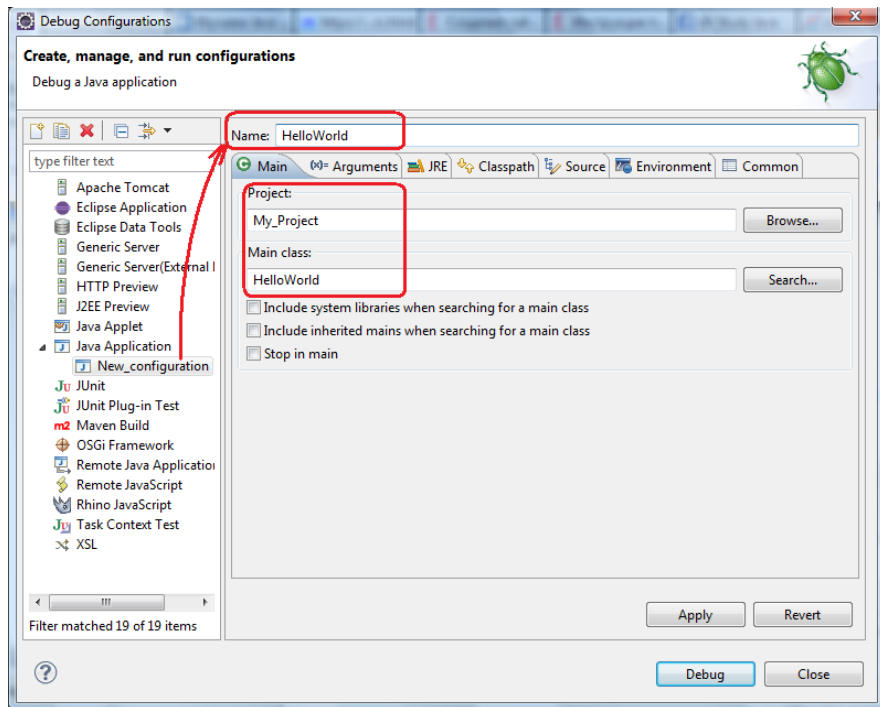 Debug Configurations
Create, manage, and run configurations
Debug a Java application
type filter text
Apache Tomcat
Eclipse Application
Eclipse Data Tools
Generic Server
Generic Server(External l
HTTP Preview
J2EE Preview
Java Applet
Java Application
New_configuration
Ju JUnit
JUnit Plug-in Test
m2 Maven Build
OSGi Framework
Remote Java Application
Remote JavaScript
Rhino JavaScript
Task Context Test
XSL
Filter matched 19 of 19 items
Name: HelloWorld
Main (x)= Arguments JRE Classpath Source Environment Common
Project:
My_Project Browse...
Main class:
HelloWorld Search...
Include system libraries when searching for a main class
Include inherited mains when searching for a main class
Stop in main
Apply Revert
? Debug Close